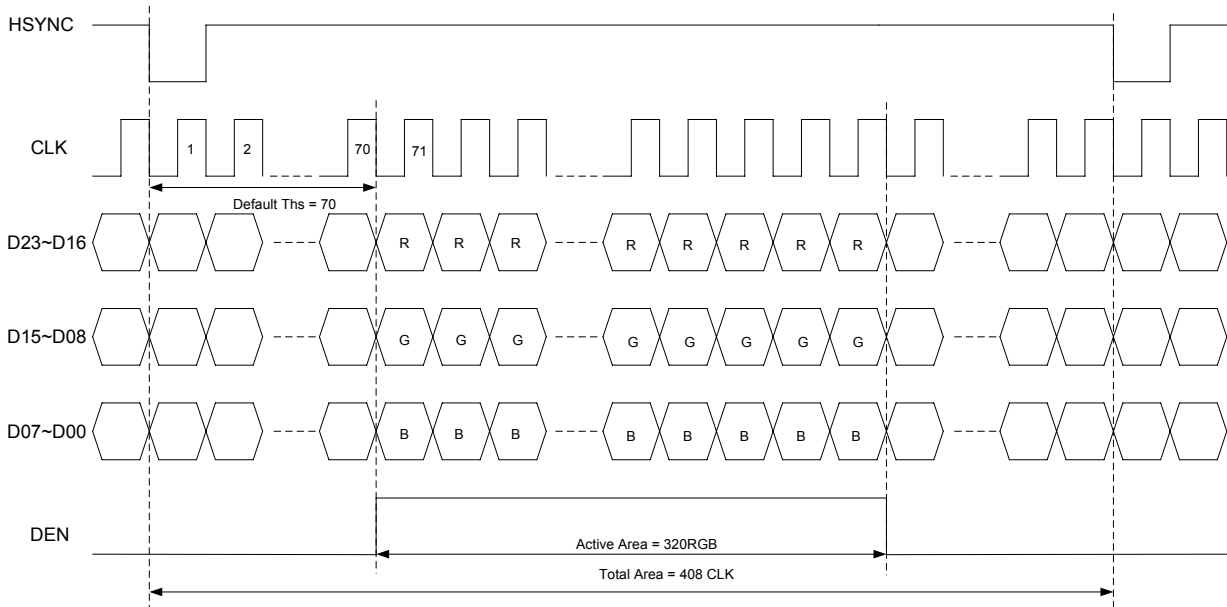 HSYNC
CLK
1 2 70 71
Default Ths = 70
D23~D16
R R R R R R R R
D15~D08
G G G G G G G G
D07~D00
B B B B B B B B
DEN
Active Area = 320RGB
Total Area = 408 CLK